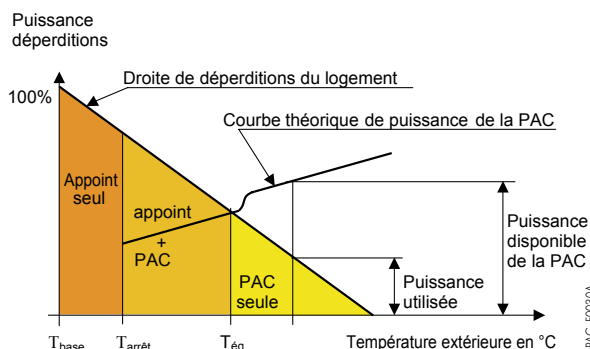 Puissance
déperditions
100%
Droite de déperditions du logement
Courbe théorique de puissance de la PAC
Appoint
seul
appoint
+
PAC
PAC
seule
Puissance
utilisée
Puissance
disponible
de la PAC
Tbase
Tarrêt
Téq
Température extérieure en °C
PAC_F0030A